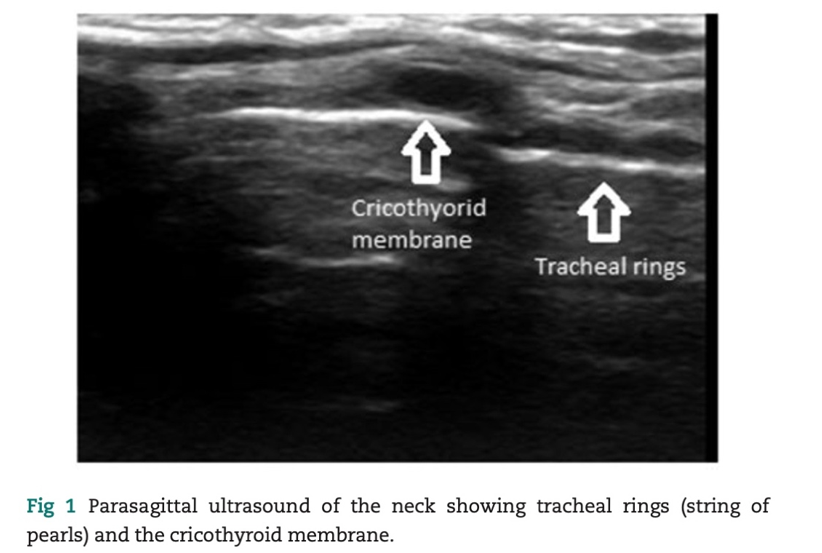 Cricothyorid
membrane
Tracheal rings
Fig 1 Parasagittal ultrasound of the neck showing tracheal rings (string of
pearls) and the cricothyroid membrane.